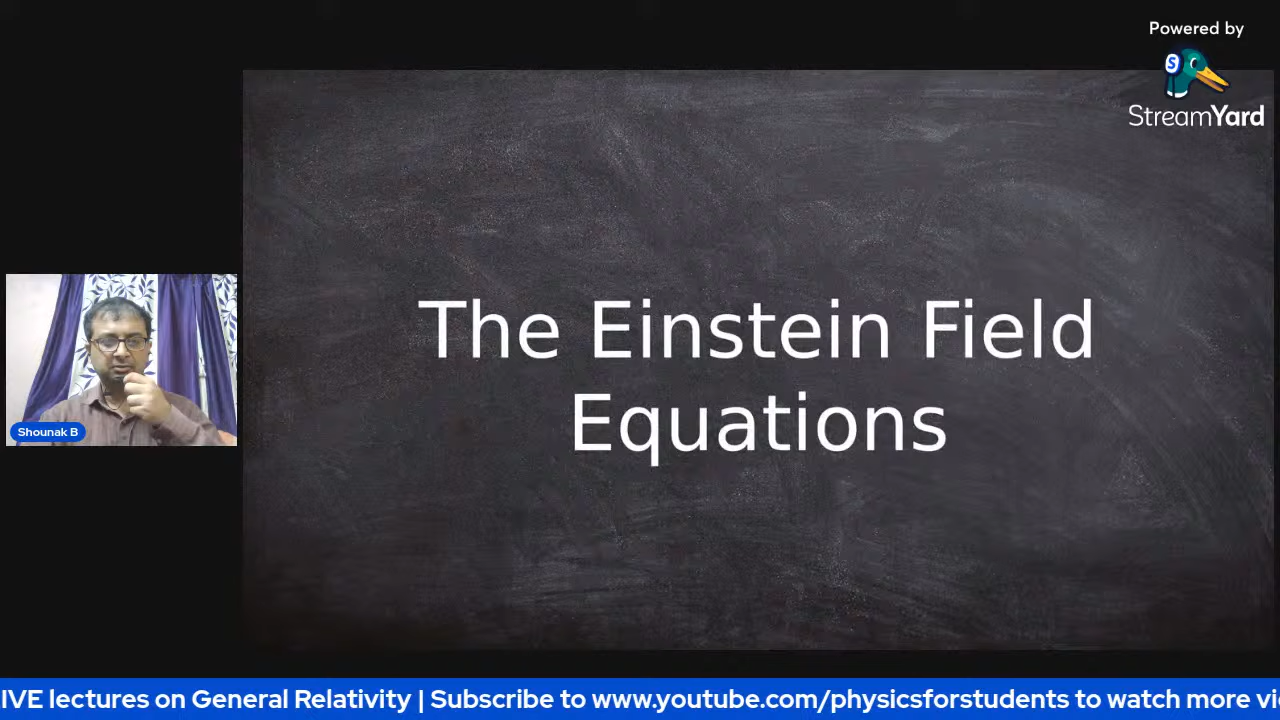 Powered by
StreamYard
The Einstein Field
Equations
Shounak B
IVE lectures on General Relativity | Subscribe to www.youtube.com/physicsforstudents to watch more vi